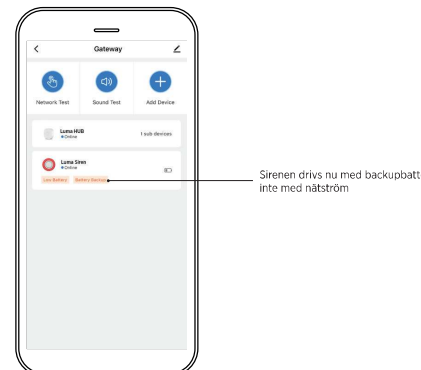 Gateway
Network Test
Sound Test
Add Device
Luma HUB
Online
1 sub devices
Luma Siren
Online
Low Battery
Battery Backup
Sirenen drivs nu med backupbatt
inte med nätström